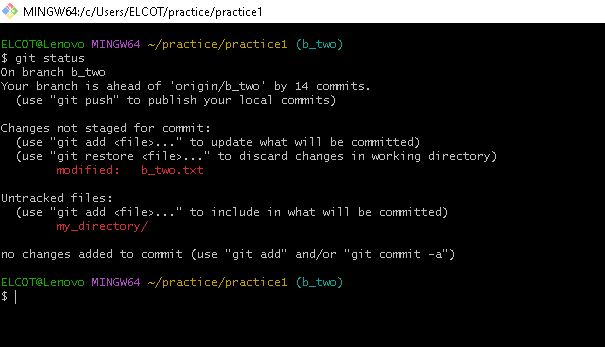 MINGW64:/c/Users/ELCOT/practice/practice1
ELCOT@Lenovo MINGW64 ~/practice/practice1 (b_two)
$ git status
On branch b_two
Your branch is ahead of 'origin/b_two' by 14 commits.
  (use "git push" to publish your local commits)

Changes not staged for commit:
  (use "git add <file>..." to update what will be committed)
  (use "git restore <file>..." to discard changes in working directory)
        modified:   b_two.txt

Untracked files:
  (use "git add <file>..." to include in what will be committed)
        my_directory/

no changes added to commit (use "git add" and/or "git commit -a")

ELCOT@Lenovo MINGW64 ~/practice/practice1 (b_two)
$